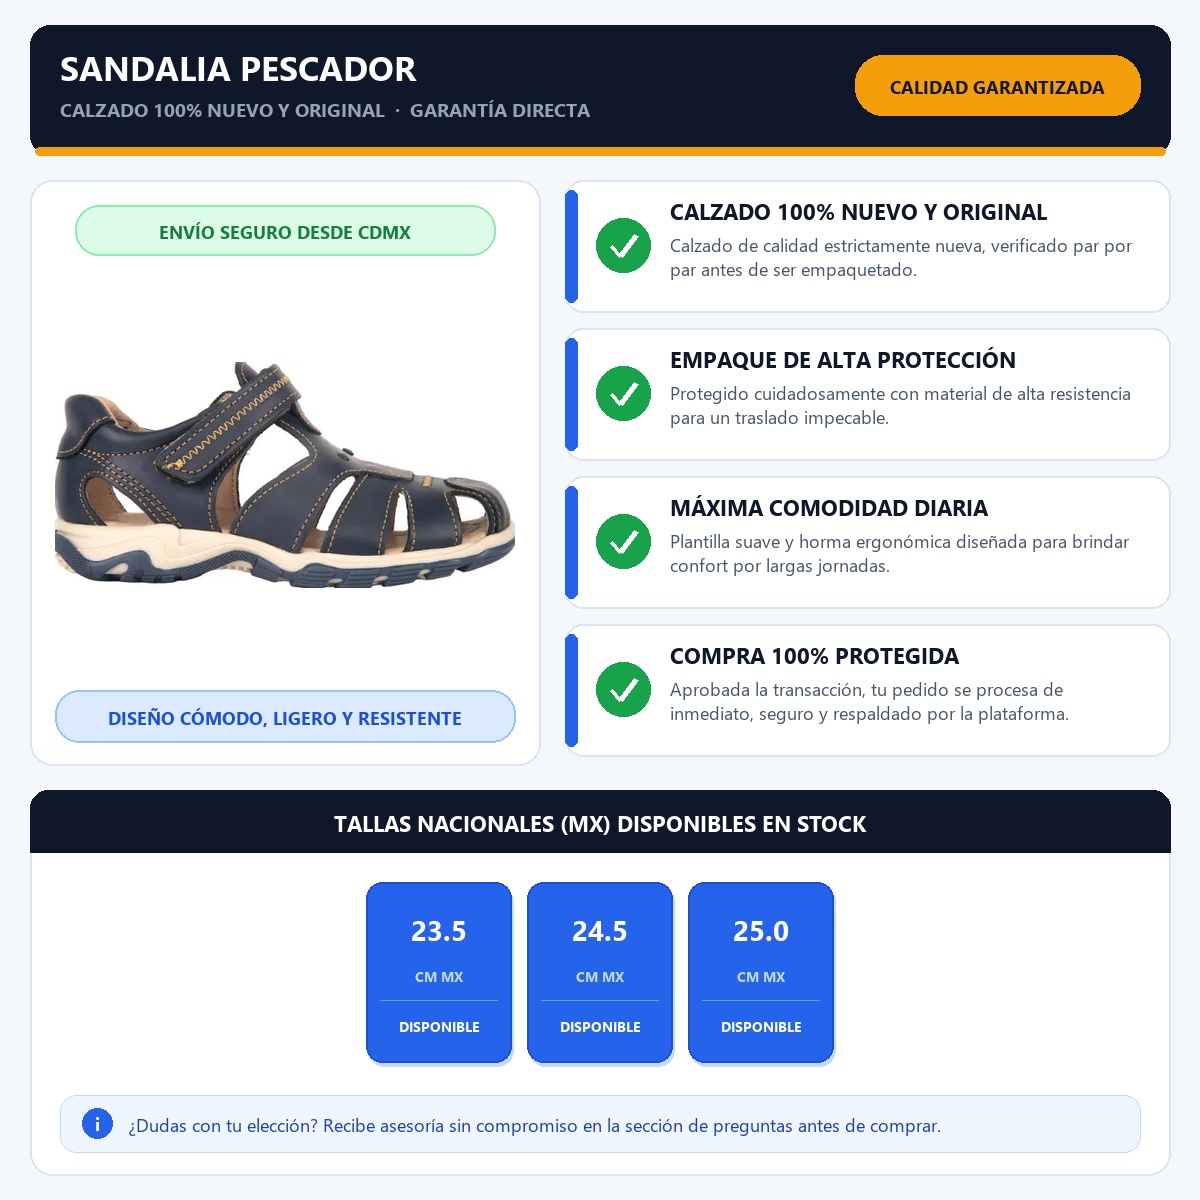 SANDALIA PESCADOR
CALZADO 100% NUEVO Y ORIGINAL · GARANTÍA DIRECTA
CALIDAD GARANTIZADA
ENVÍO SEGURO DESDE CDMX
DISEÑO CÓMODO, LIGERO Y RESISTENTE
CALZADO 100% NUEVO Y ORIGINAL
Calzado de calidad estrictamente nueva, verificado par por
par antes de ser empaquetado.
EMPAQUE DE ALTA PROTECCIÓN
Protegido cuidadosamente con material de alta resistencia
para un traslado impecable.
MÁXIMA COMODIDAD DIARIA
Plantilla suave y horma ergonómica diseñada para brindar
confort por largas jornadas.
COMPRA 100% PROTEGIDA
Aprobada la transacción, tu pedido se procesa de
inmediato, seguro y respaldado por la plataforma.
TALLAS NACIONALES (MX) DISPONIBLES EN STOCK
23.5
CM MX
DISPONIBLE
24.5
CM MX
DISPONIBLE
25.0
CM MX
DISPONIBLE
¿Dudas con tu elección? Recibe asesoría sin compromiso en la sección de preguntas antes de comprar.